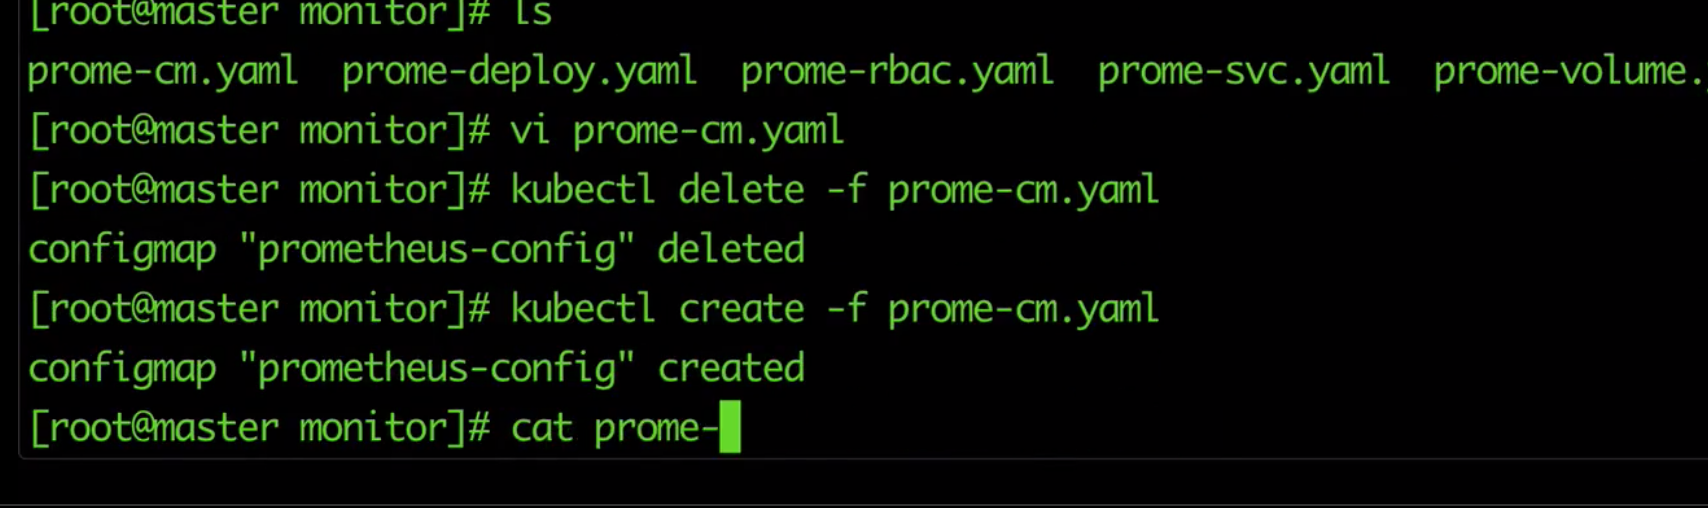 [root@master monitor]# ls
prome-cm.yaml  prome-deploy.yaml  prome-rbac.yaml  prome-svc.yaml  prome-volume.
[root@master monitor]# vi prome-cm.yaml
[root@master monitor]# kubectl delete -f prome-cm.yaml
configmap "prometheus-config" deleted
[root@master monitor]# kubectl create -f prome-cm.yaml
configmap "prometheus-config" created
[root@master monitor]# cat prome-